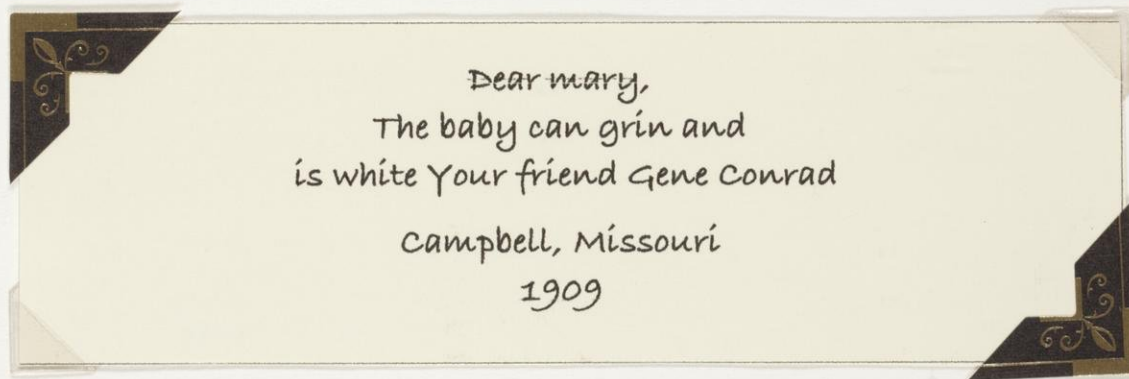 Dear mary,
The baby can grin and
is white Your friend Gene Conrad
Campbell, Missouri
1909